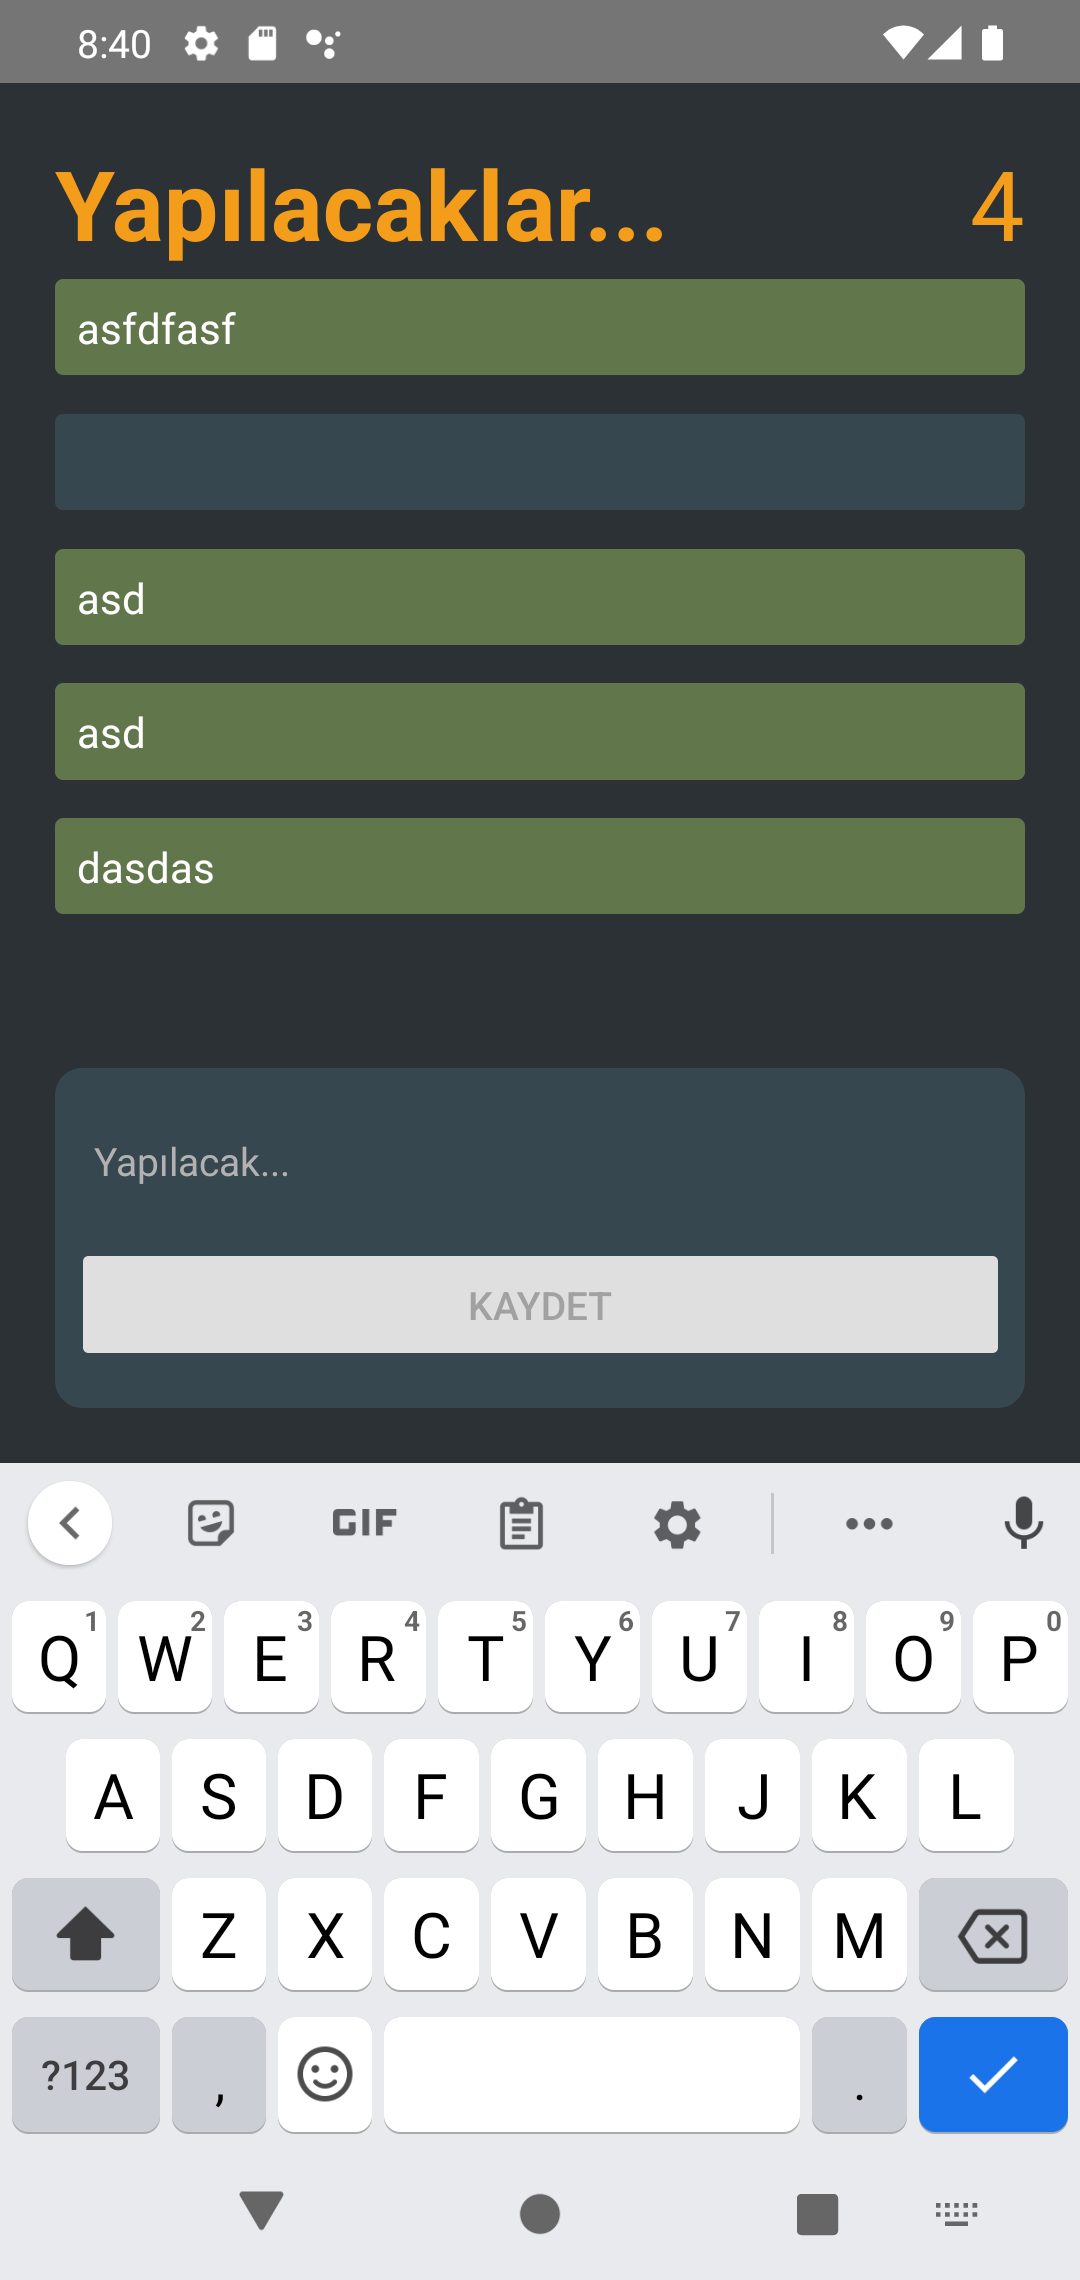 8:40
Yapılacaklar... 4
asfdfasf
asd
asd
dasdas
Yapılacak...
KAYDET
GIF
1 2 3 4 5 6 7 8 9 0
Q W E R T Y U I O P
A S D F G H J K L
Z X C V B N M
?123 , .